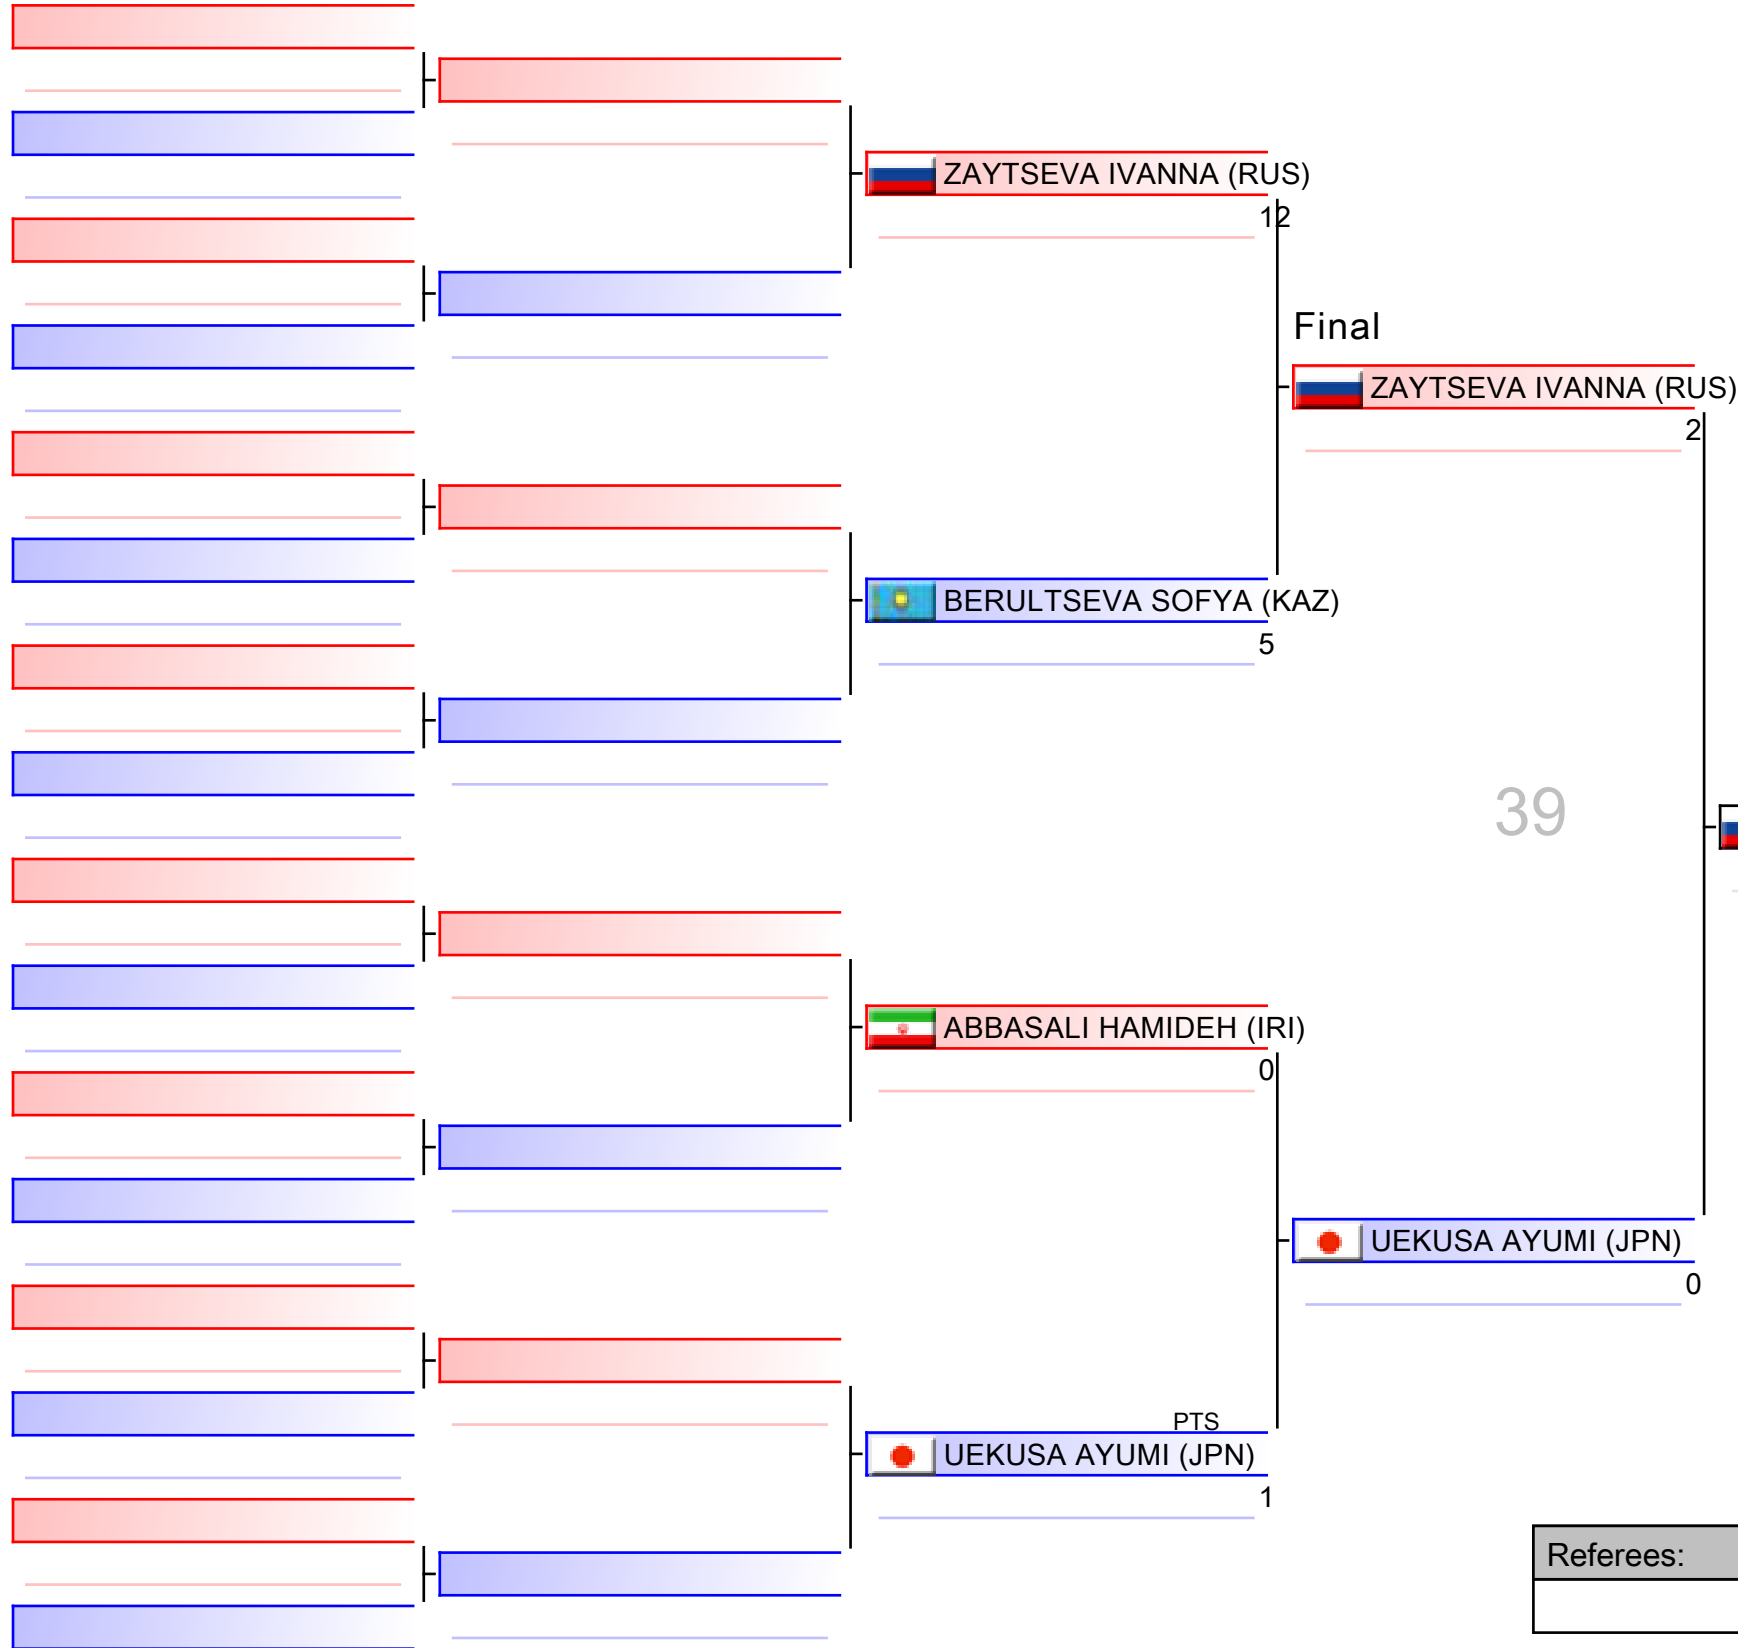 ZAYTSEVA IVANNA (RUS)
12
Final
ZAYTSEVA IVANNA (RUS)
2
BERULTSEVA SOFYA (KAZ)
5
39
ABBASALI HAMIDEH (IRI)
0
UEKUSA AYUMI (JPN)
0
PTS
UEKUSA AYUMI (JPN)
1
Referees: